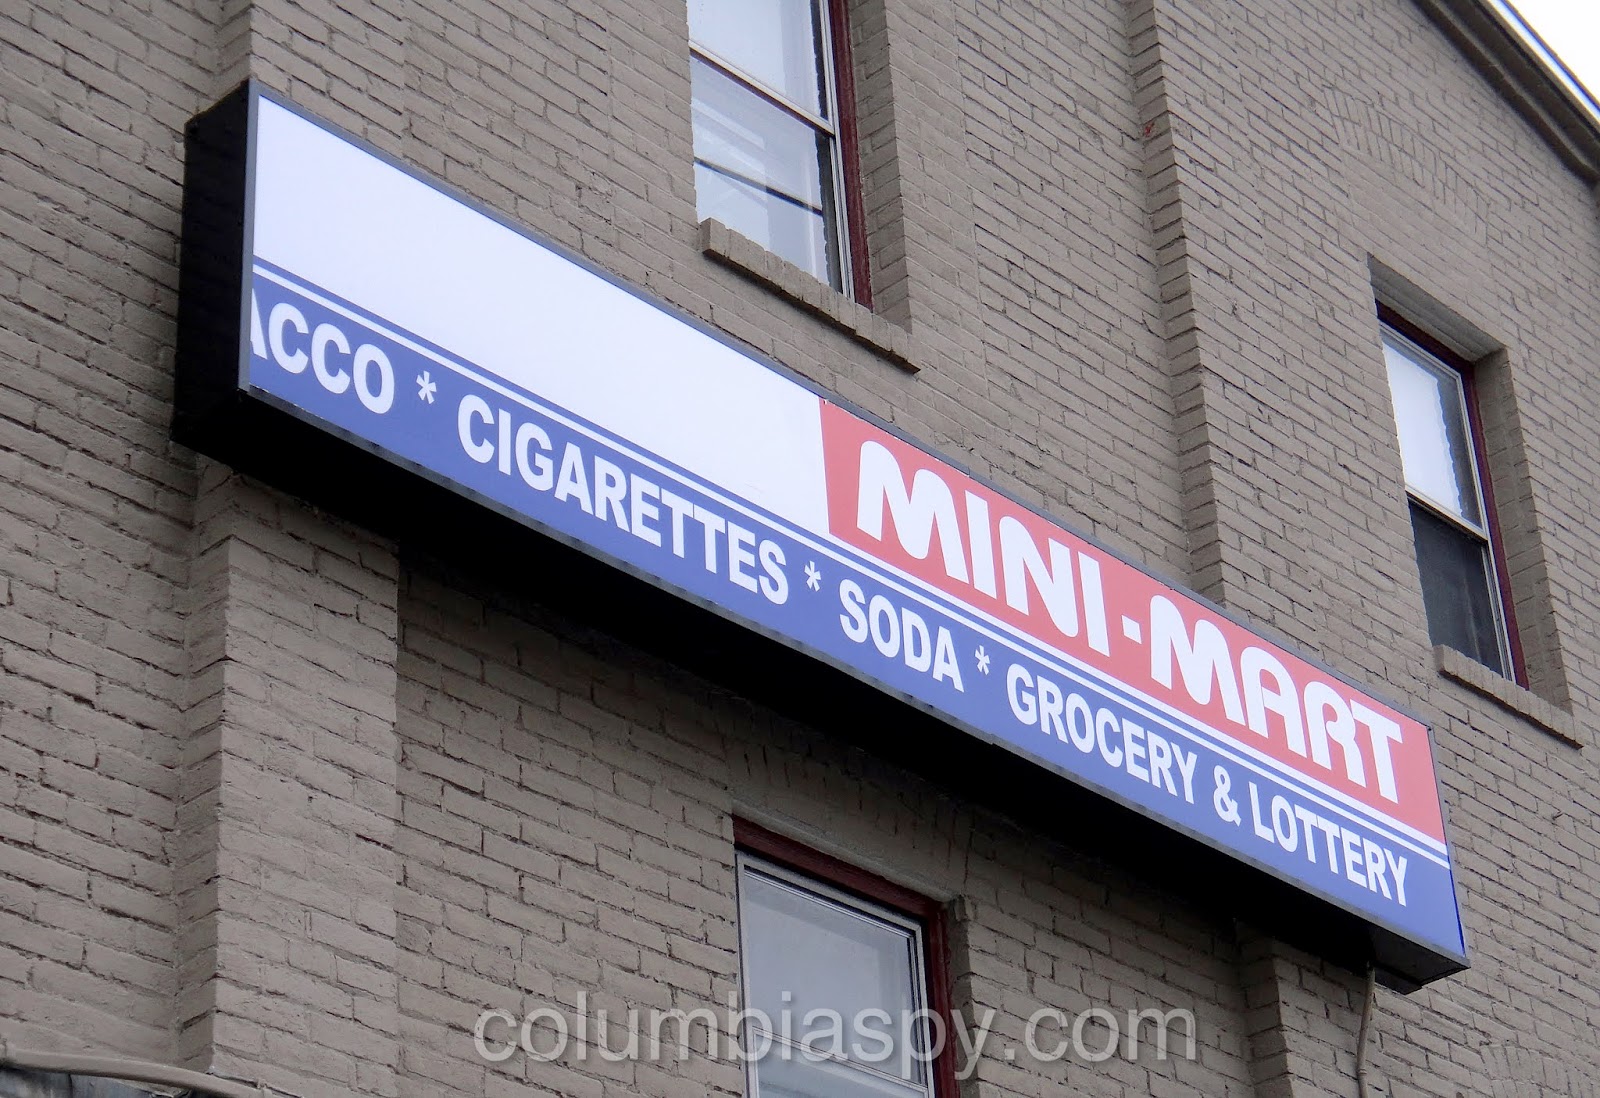 MINI-MART
ACCO * CIGARETTES * SODA * GROCERY & LOTTERY
columbiaspy.com